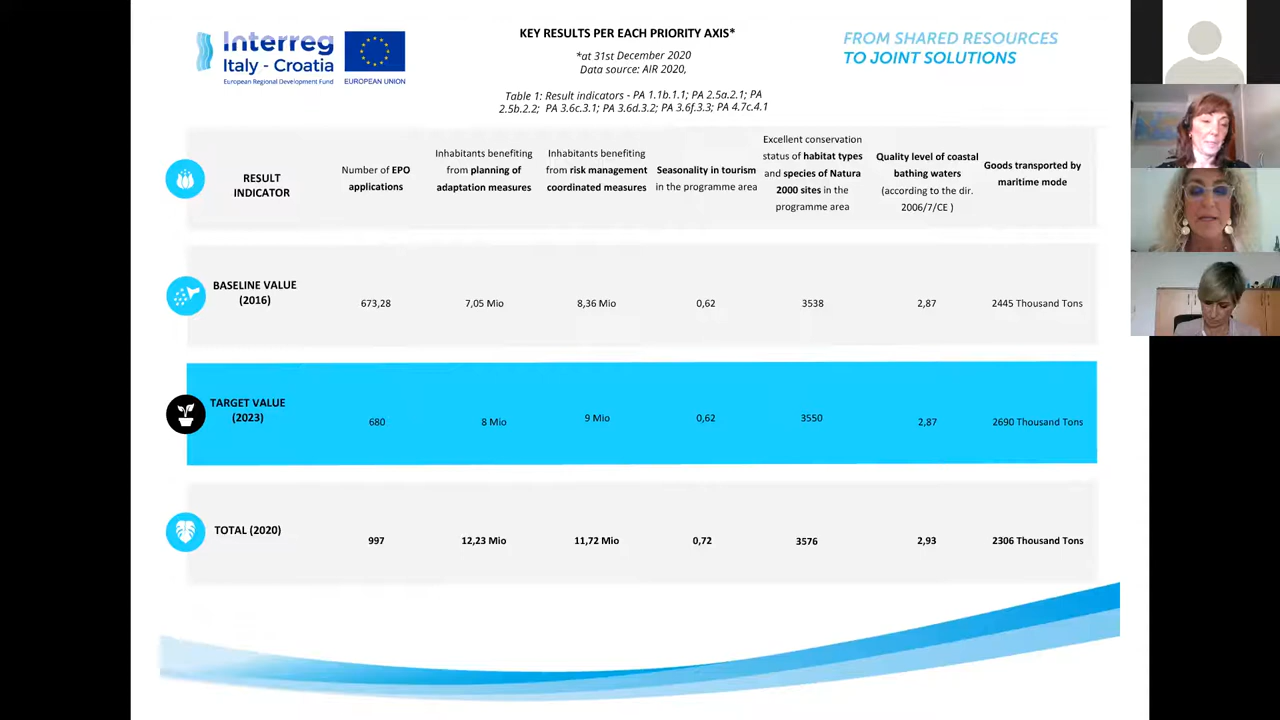 Interreg
Italy - Croatia
European Regional Development Fund
EUROPEAN UNION
KEY RESULTS PER EACH PRIORITY AXIS*
*at 31st December 2020
Data source: AIR 2020,
Table 1: Result indicators - PA 1.1b.1.1; PA 2.5a.2.1; PA
2.5b.2.2; PA 3.6c.3.1; PA 3.6d.3.2; PA 3.6f.3.3; PA 4.7c.4.1
FROM SHARED RESOURCES
TO JOINT SOLUTIONS
RESULT
INDICATOR
Number of EPO
applications
Inhabitants benefiting
from planning of
adaptation measures
Inhabitants benefiting
from risk management
coordinated measures
Seasonality in tourism
in the programme area
Excellent conservation
status of habitat types
and species of Natura
2000 sites in the
programme area
Quality level of coastal
bathing waters
(according to the dir.
2006/7/CE )
Goods transported by
maritime mode
BASELINE VALUE
(2016)
673,28
7,05 Mio
8,36 Mio
0,62
3538
2,87
2445 Thousand Tons
TARGET VALUE
(2023)
680
8 Mio
9 Mio
0,62
3550
2,87
2690 Thousand Tons
TOTAL (2020)
997
12,23 Mio
11,72 Mio
0,72
3576
2,93
2306 Thousand Tons